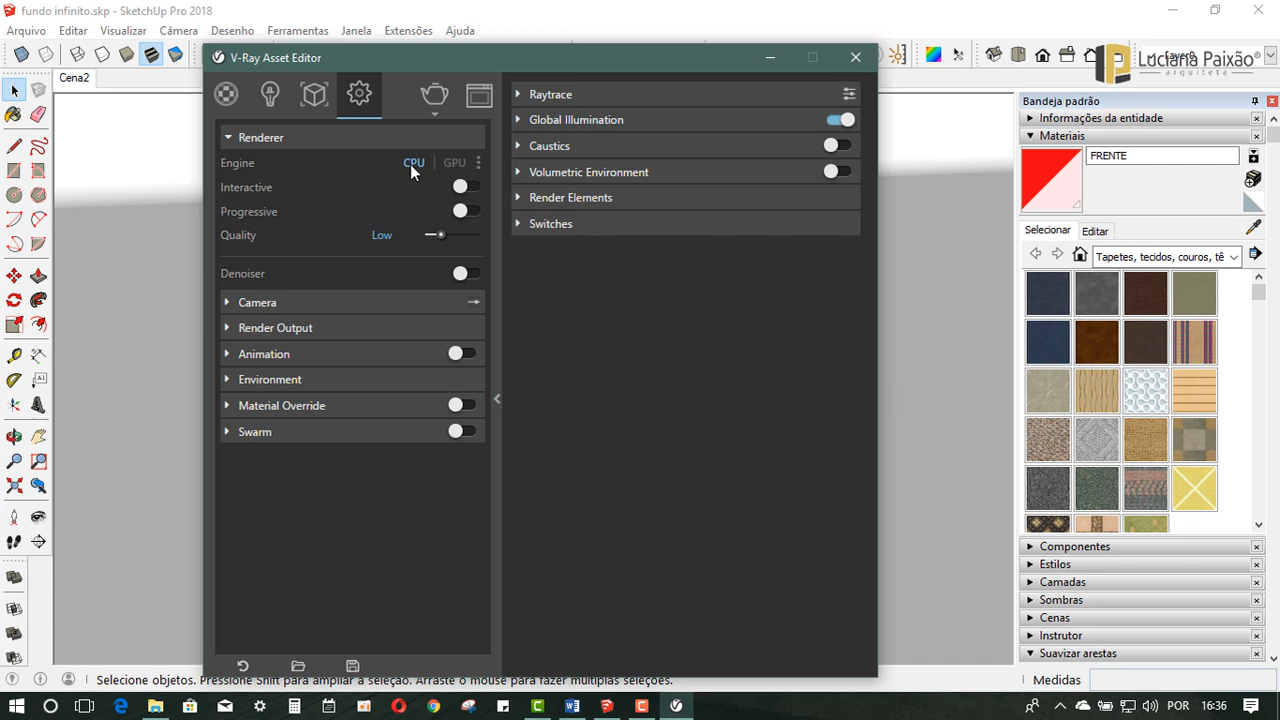 fundo infinito.skp - SketchUp Pro 2018
Arquivo Editar Visualizar Câmera Desenho Ferramentas Janela Extensões Ajuda
Luciana Paixão
arquiteta
Cena2
V-Ray Asset Editor
Renderer
Engine CPU GPU
Interactive
Progressive
Quality Low
Denoiser
Camera
Render Output
Animation
Environment
Material Override
Swarm
Raytrace
Global Illumination
Caustics
Volumetric Environment
Render Elements
Switches
Bandeja padrão
Informações da entidade
Materiais
FRENTE
Selecionar Editar
Tapetes, tecidos, couros, tê
Componentes
Estilos
Camadas
Sombras
Cenas
Instrutor
Suavizar arestas
Selecione objetos. Pressione Shift para ampliar a seleção. Arraste o mouse para fazer múltiplas seleções.
Medidas
POR 16:36